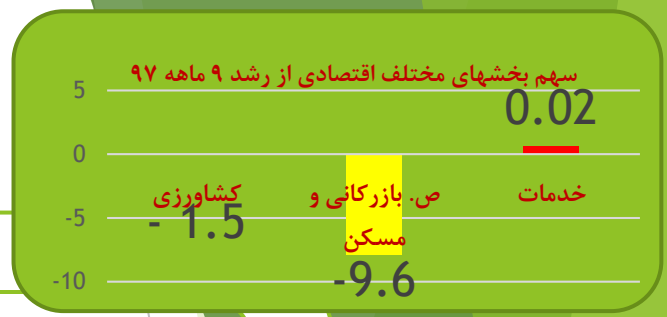 سهم بخشهای مختلف اقتصادی از رشد ۹ ماهه ۹۷
5
0.02
0
کشاورزی
ص. بازرکانی و
مسکن
خدمات
-5
- 1.5
-10
-9.6